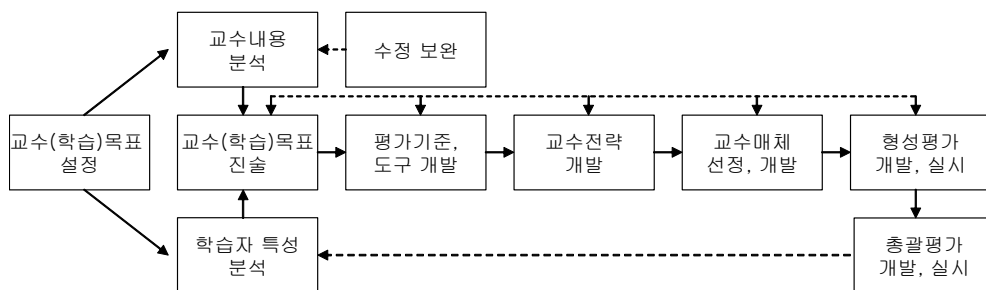 교수내용
분석
수정 보완
교수(학습)목표
설정
교수(학습)목표
진술
평가기준,
도구 개발
교수전략
개발
교수매체
선정, 개발
형성평가
개발, 실시
학습자 특성
분석
총괄평가
개발, 실시